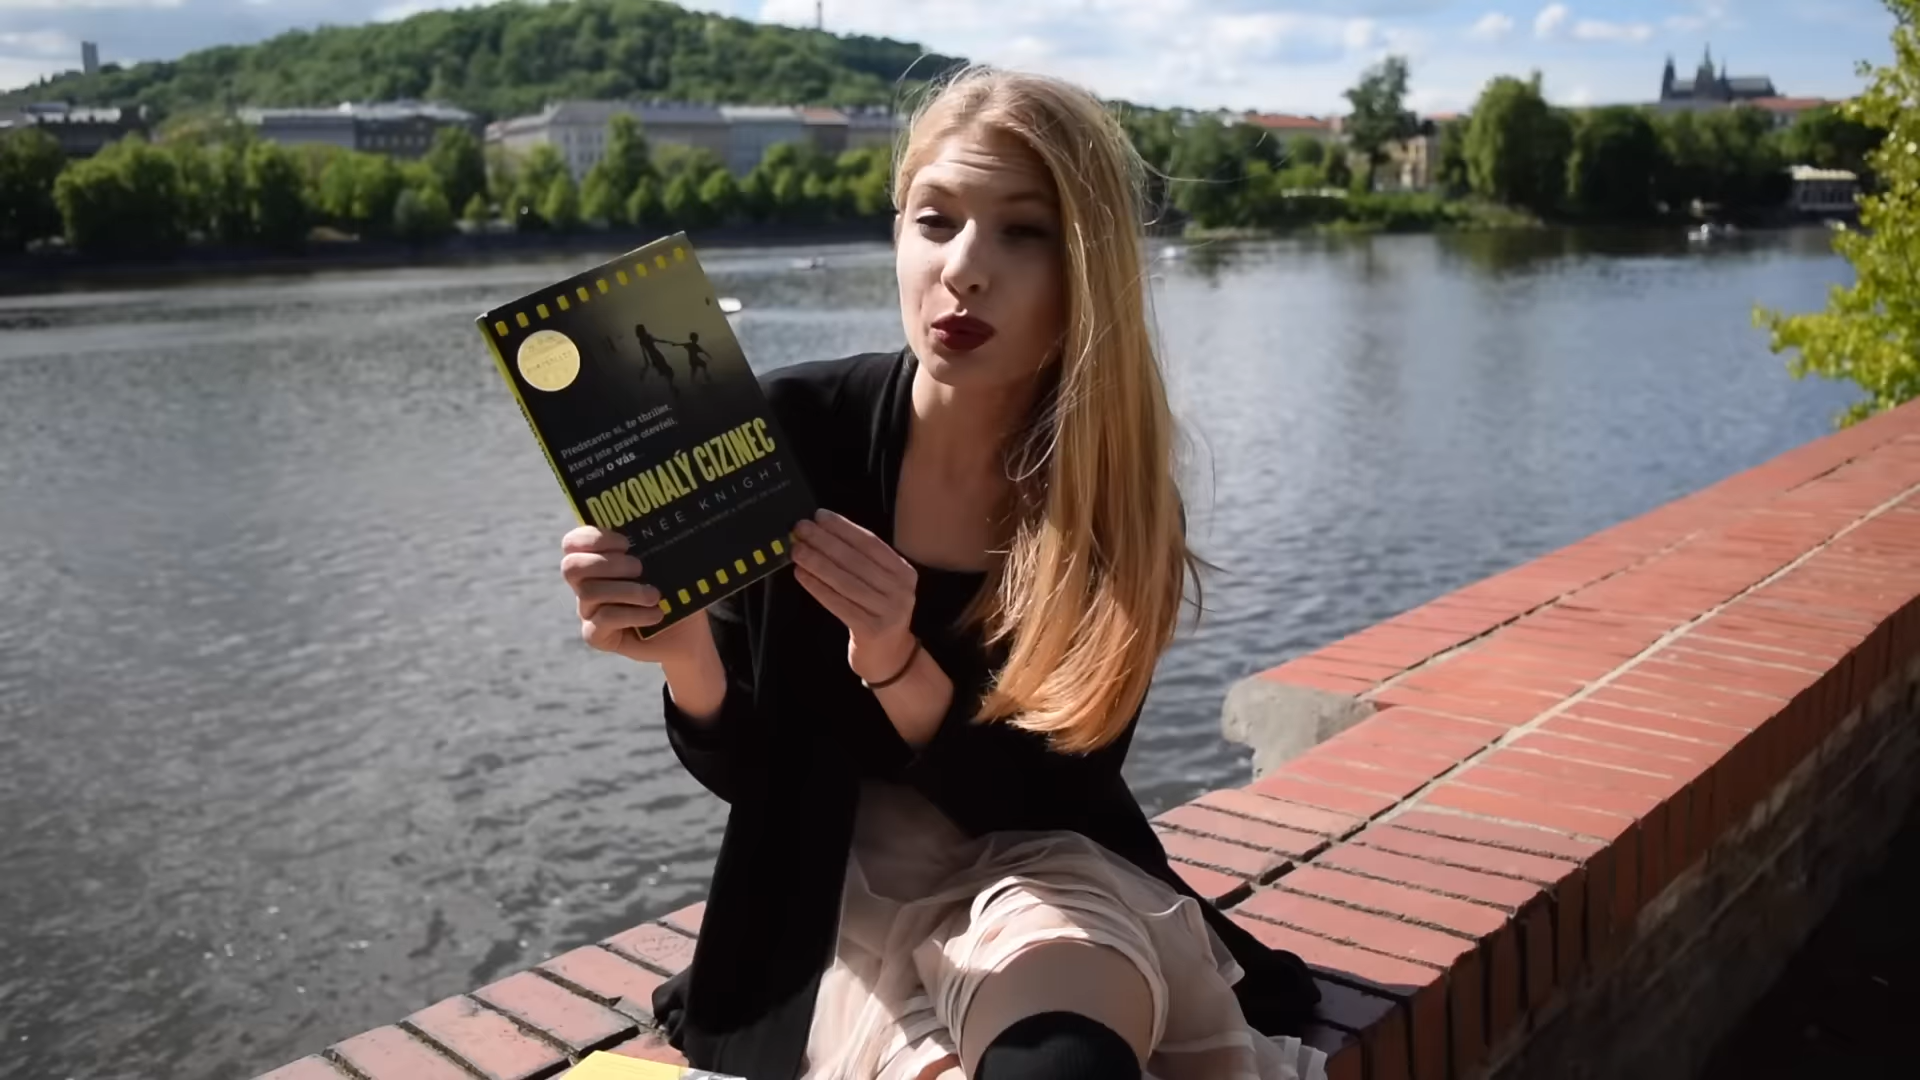 Představte si, že thriller,
který jste právě otevřeli,
je celý o vás...
DOKONALÝ CIZINEC
ENÉE KNIGHT